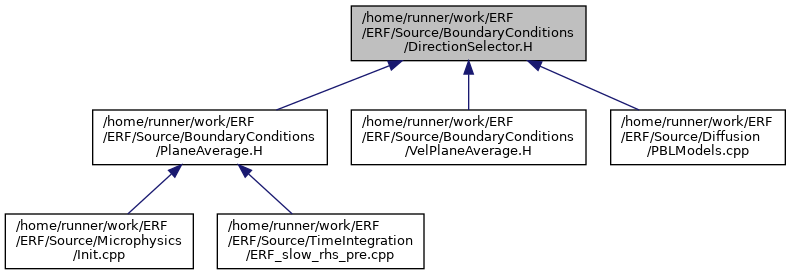 /home/runner/work/ERF
/ERF/Source/BoundaryConditions
/DirectionSelector.H
/home/runner/work/ERF
/ERF/Source/BoundaryConditions
/PlaneAverage.H
/home/runner/work/ERF
/ERF/Source/BoundaryConditions
/VelPlaneAverage.H
/home/runner/work/ERF
/ERF/Source/Diffusion
/PBLModels.cpp
/home/runner/work/ERF
/ERF/Source/Microphysics
/Init.cpp
/home/runner/work/ERF
/ERF/Source/TimeIntegration
/ERF_slow_rhs_pre.cpp